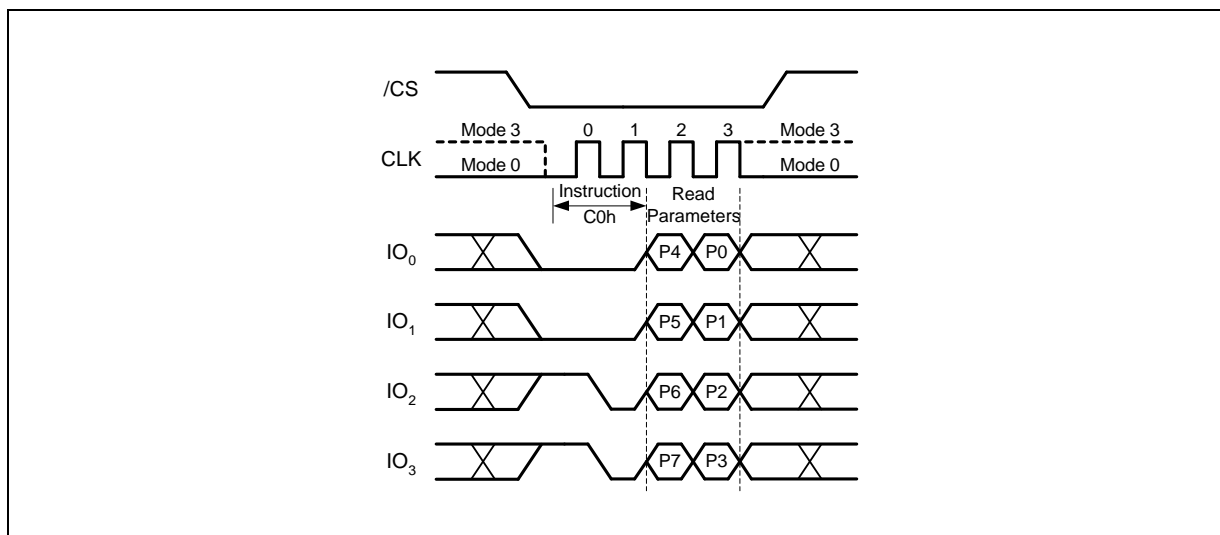 /CS
Mode 3 0 1 2 3 Mode 3
CLK
Mode 0 Mode 0
Instruction Read
C0h Parameters
IO0 P4 P0
IO1 P5 P1
IO2 P6 P2
IO3 P7 P3